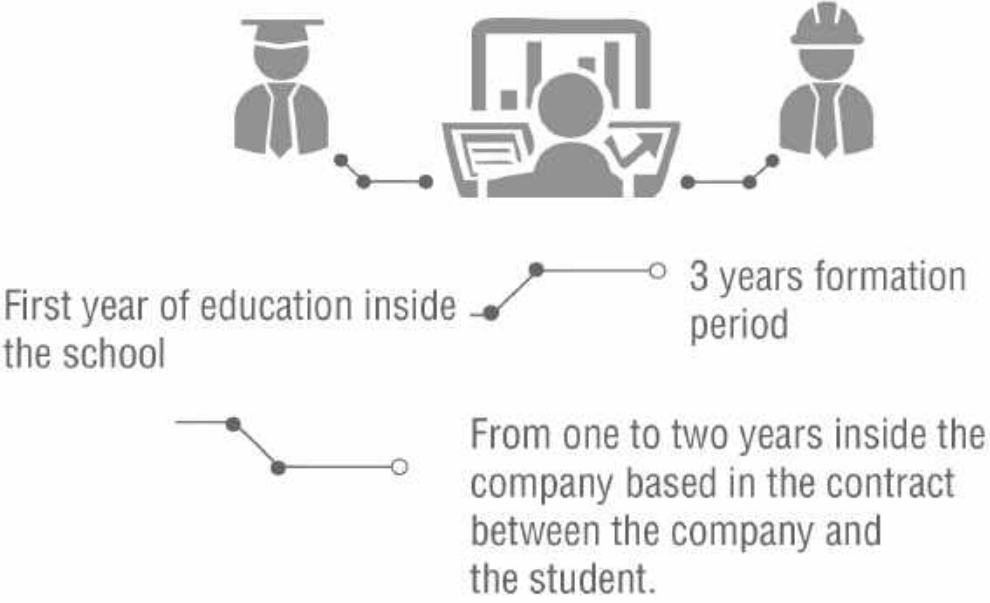 First year of education inside
the school
3 years formation
period
From one to two years inside the
company based in the contract
between the company and
the student.